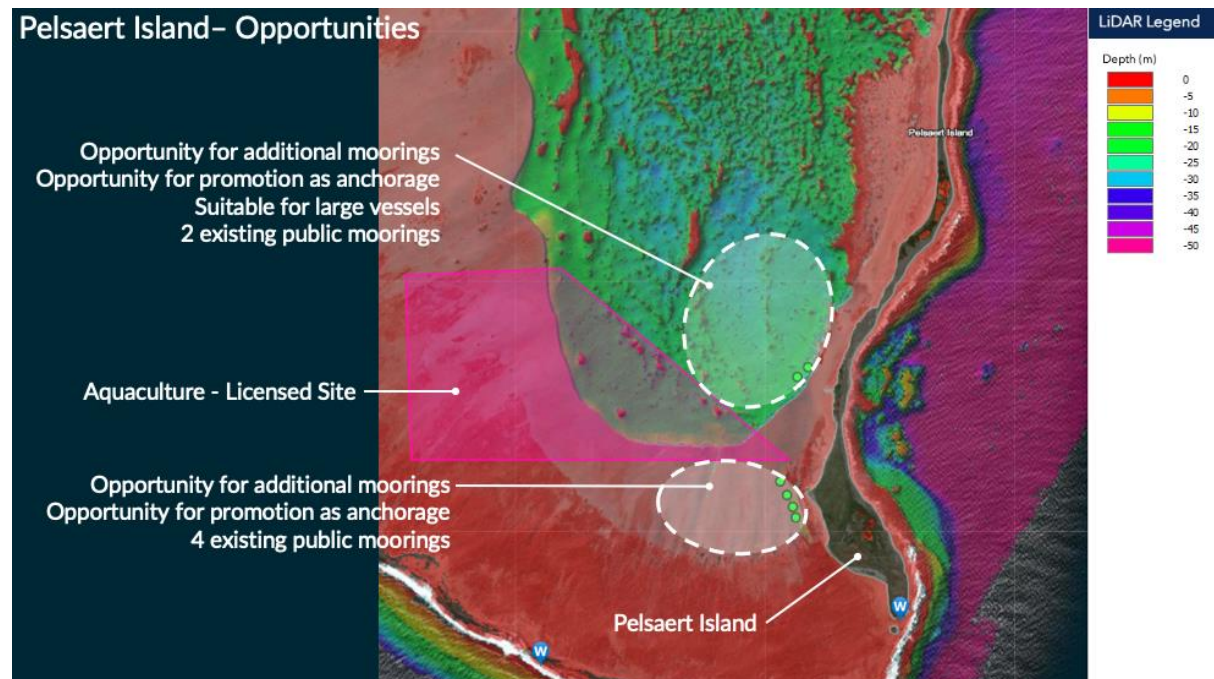 Pelsaert Island– Opportunities
LiDAR Legend
Depth (m)
0
-5
-10
-15
-20
-25
-30
-35
-40
-45
-50
Pelsaert Island
Opportunity for additional moorings
Opportunity for promotion as anchorage
Suitable for large vessels
2 existing public moorings
Aquaculture - Licensed Site
Opportunity for additional moorings
Opportunity for promotion as anchorage
4 existing public moorings
Pelsaert Island
W
W